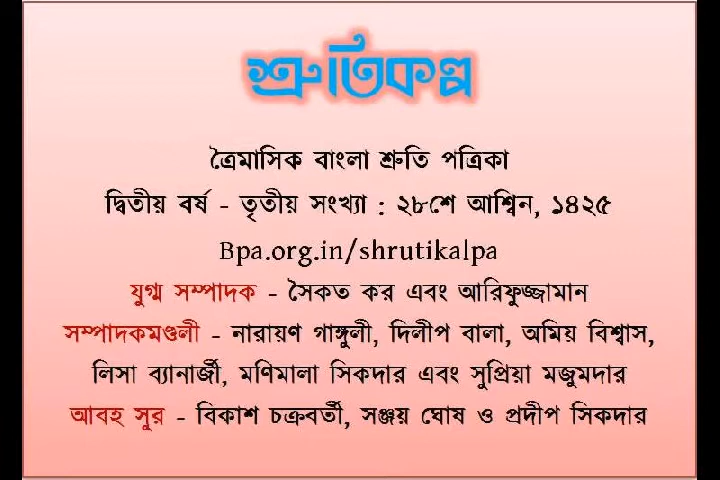 শ্রুতিকল্প
ত্রৈমাসিক বাংলা শ্রুতি পত্রিকা
দ্বিতীয় বর্ষ - তৃতীয় সংখ্যা : ২৮শে আশ্বিন, ১৪২৫
Bpa.org.in/shrutikalpa
যুগ্ম সম্পাদক - সৈকত কর এবং আরিফুজ্জামান
সম্পাদকমণ্ডলী - নারায়ণ গাঙ্গুলী, দিলীপ বালা, অমিয় বিশ্বাস,
লিসা ব্যানার্জী, মণিমালা সিকদার এবং সুপ্রিয়া মজুমদার
আবহ সুর - বিকাশ চক্রবর্তী, সঞ্জয় ঘোষ ও প্রদীপ সিকদার